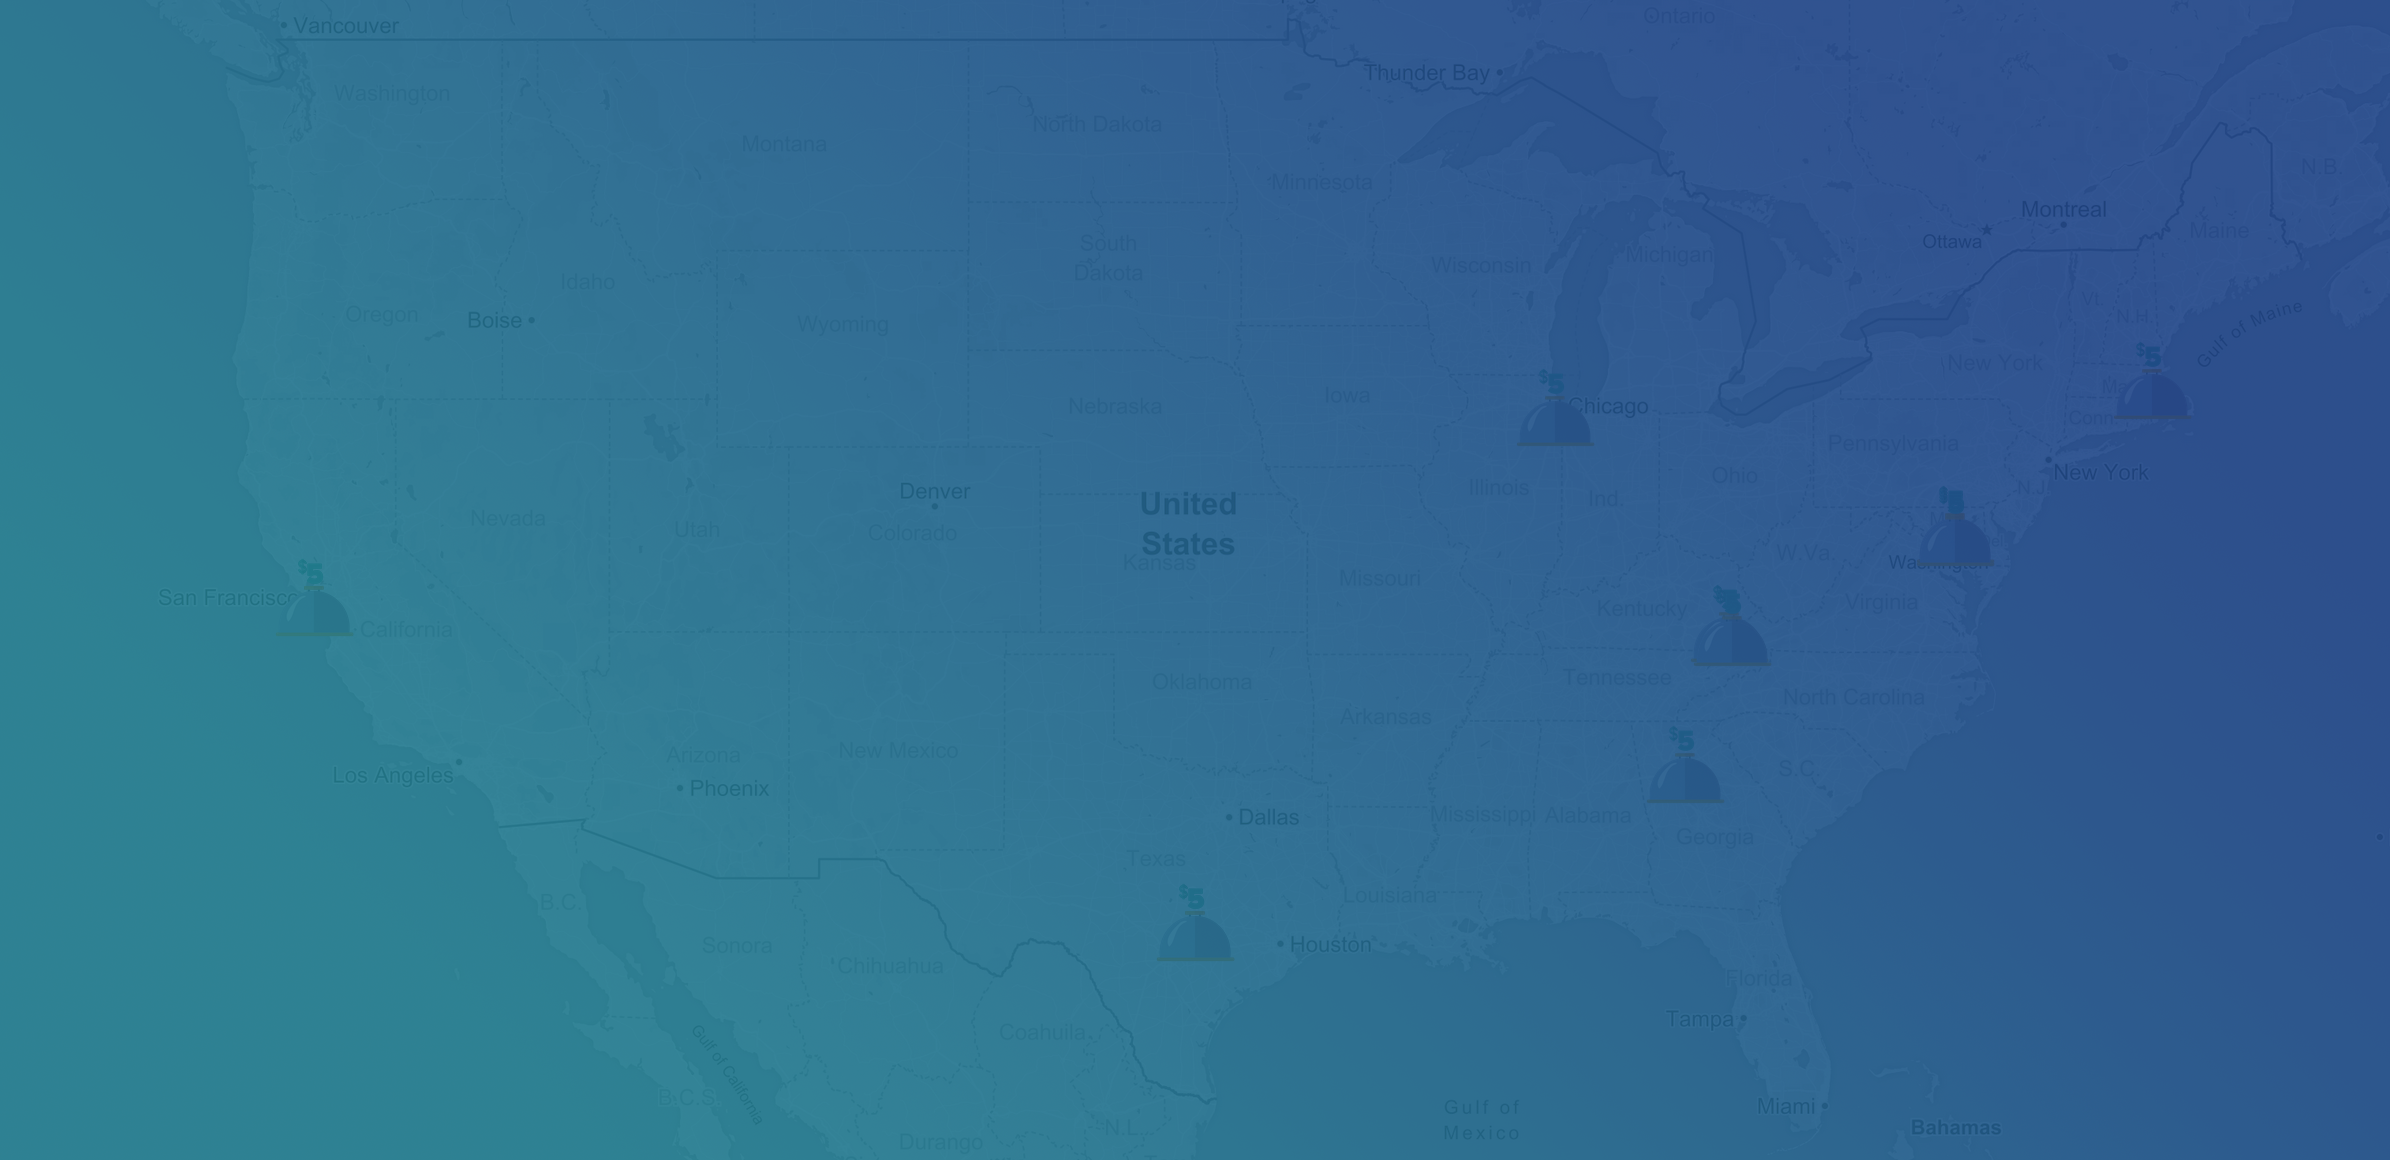 Vancouver
Ontario
Thunder Bay
Washington
North Dakota
Montana
Minnesota
N.B.
Montreal
Ottawa
Maine
South
Dakota
Wisconsin
Michigan
Idaho
Oregon
Boise
Wyoming
Vt.
N.H.
Gulf of Maine
New York
$5
$5
Iowa
Nebraska
Chicago
Conn.
Pennsylvania
New York
Ohio
Illinois
Ind.
N.J.
Denver
United
States
Nevada
Utah
Colorado
Kansas
W.Va.
Washington
$5
San Francisco
California
Missouri
Kentucky
Virginia
Tennessee
North Carolina
Oklahoma
Arkansas
$5
Arizona
New Mexico
Los Angeles
Phoenix
S.C.
Dallas
Mississippi
Alabama
Georgia
Texas
$5
Louisiana
B.C.
Sonora
Houston
Chihuahua
Florida
Tampa
Coahuila
Gulf of California
B.C.S.
Gulf of
Mexico
Miami
Bahamas
N.L.
Durango